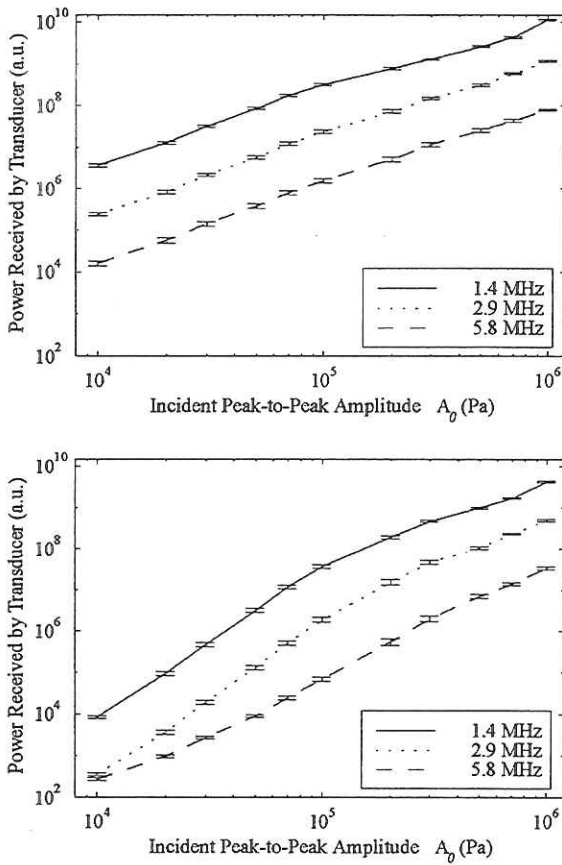 10^10
10^8
10^6
10^4
10^2
Power Received by Transducer (a.u.)
1.4 MHz
2.9 MHz
5.8 MHz
10^4
10^5
10^6
Incident Peak-to-Peak Amplitude A_0 (Pa)
10^10
10^8
10^6
10^4
10^2
Power Received by Transducer (a.u.)
1.4 MHz
2.9 MHz
5.8 MHz
10^4
10^5
10^6
Incident Peak-to-Peak Amplitude A_0 (Pa)